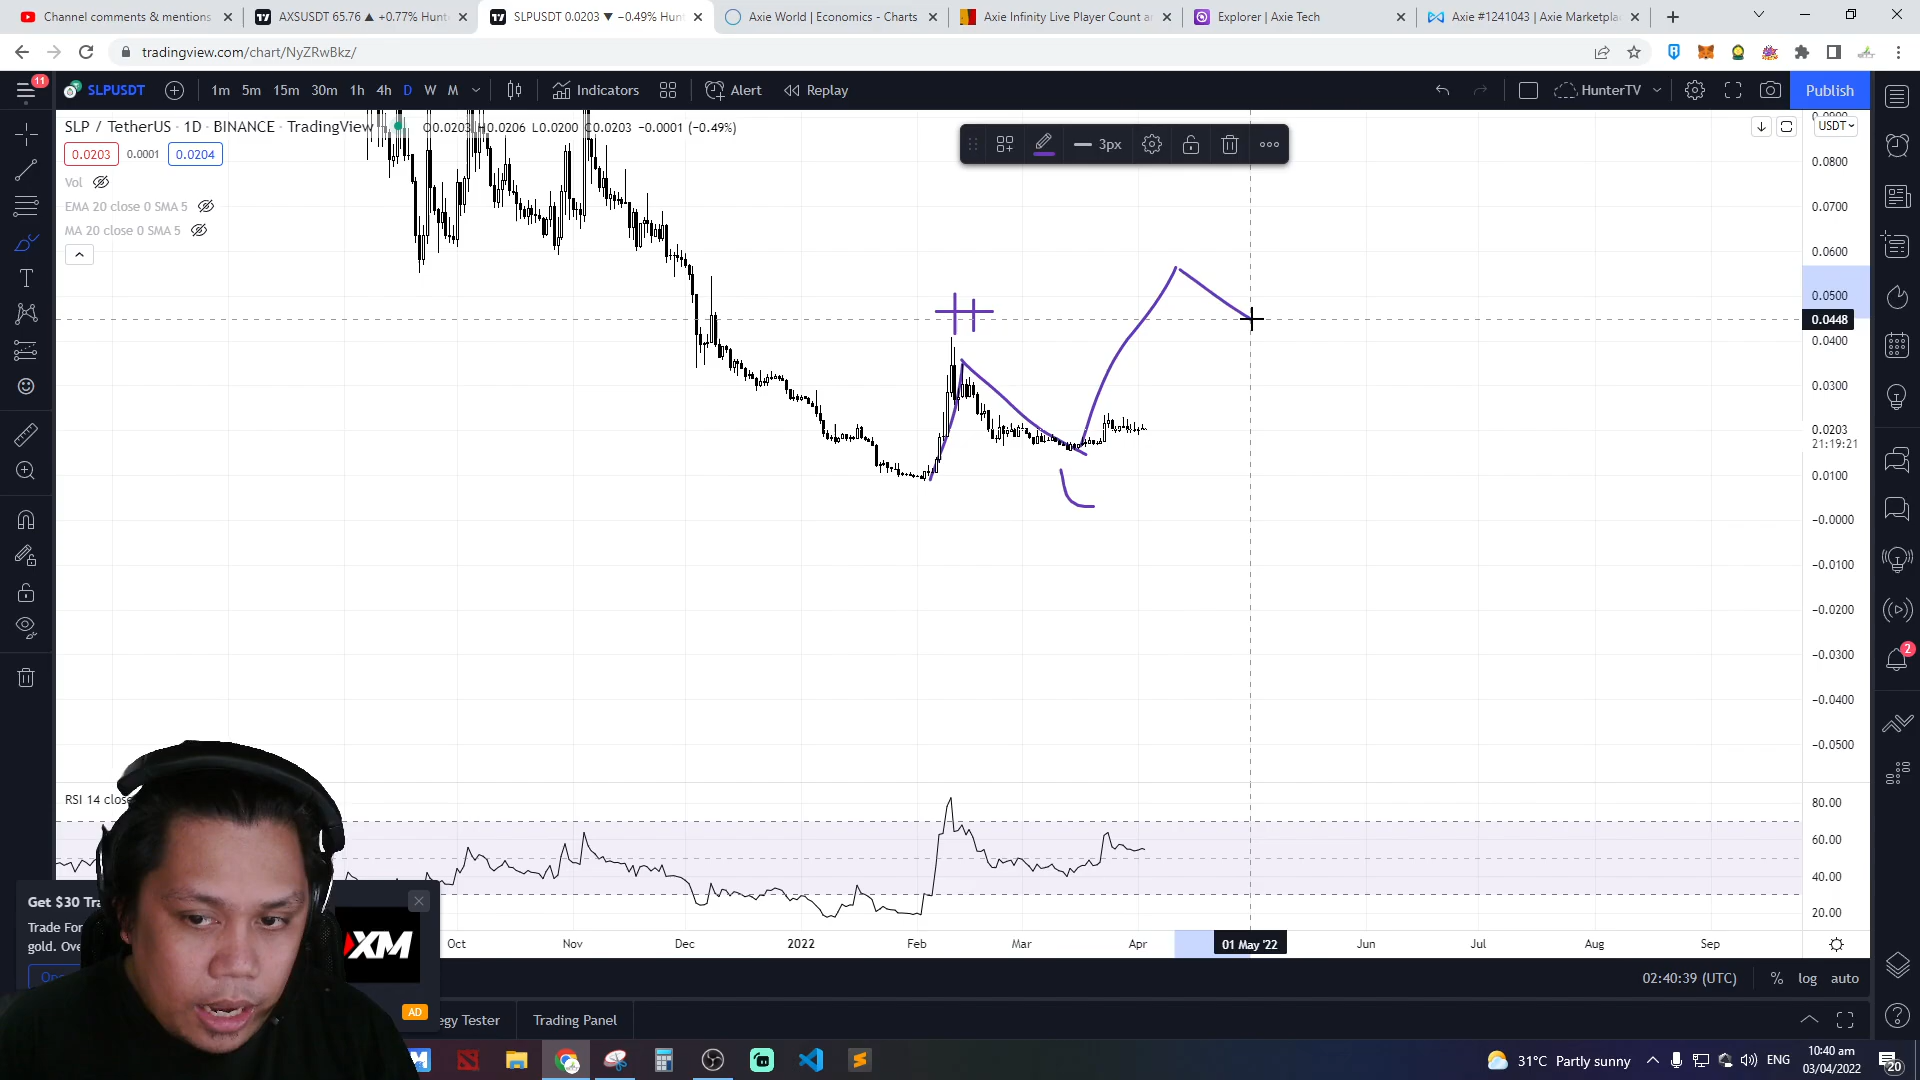 Channel comments & mentions
AXSUSDT 65.76 ▲ +0.77% Hunt
SLPUSDT 0.0203 ▼ −0.49% Hun
Axie World | Economics - Charts
Axie Infinity Live Player Count a
Explorer | Axie Tech
Axie #1241043 | Axie Marketpla
tradingview.com/chart/NyZRwBkz/
11
SLPUSDT
1m 5m 15m 30m 1h 4h D W M
Indicators
Alert
Replay
HunterTV
Publish
SLP / TetherUS · 1D · BINANCE · TradingView
O0.0203 H0.0206 L0.0200 C0.0203 −0.0001 (−0.49%)
3px
USDT
0.0203 0.0001 0.0204
Vol
EMA 20 close 0 SMA 5
MA 20 close 0 SMA 5
0.0800
0.0700
0.0600
0.0500
0.0448
0.0400
0.0300
0.0203
21:19:21
0.0100
−0.0000
−0.0100
−0.0200
−0.0300
−0.0400
−0.0500
2
RSI 14 close
80.00
60.00
40.00
20.00
Get $30 Tra
Trade For
gold. Ove
XM
AD
Oct Nov Dec 2022 Feb Mar Apr 01 May '22 Jun Jul Aug Sep
02:40:39 (UTC)
% log auto
egy Tester
Trading Panel
31°C Partly sunny
ENG
10:40 am
03/04/2022
20